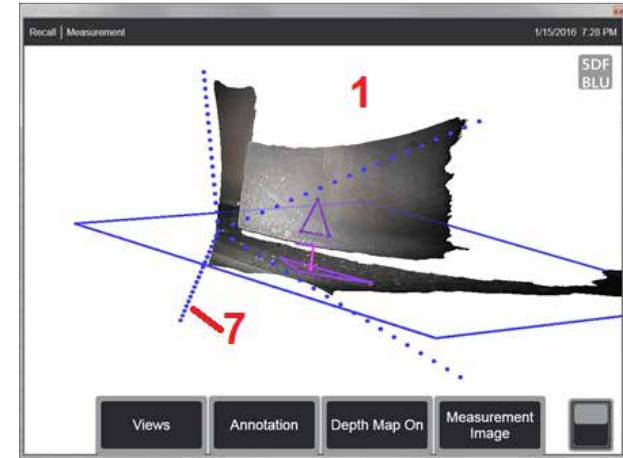 Recall | Measurement
1/15/2016 7:28 PM
SDF
BLU
1
7
Views
Annotation
Depth Map On
Measurement
Image